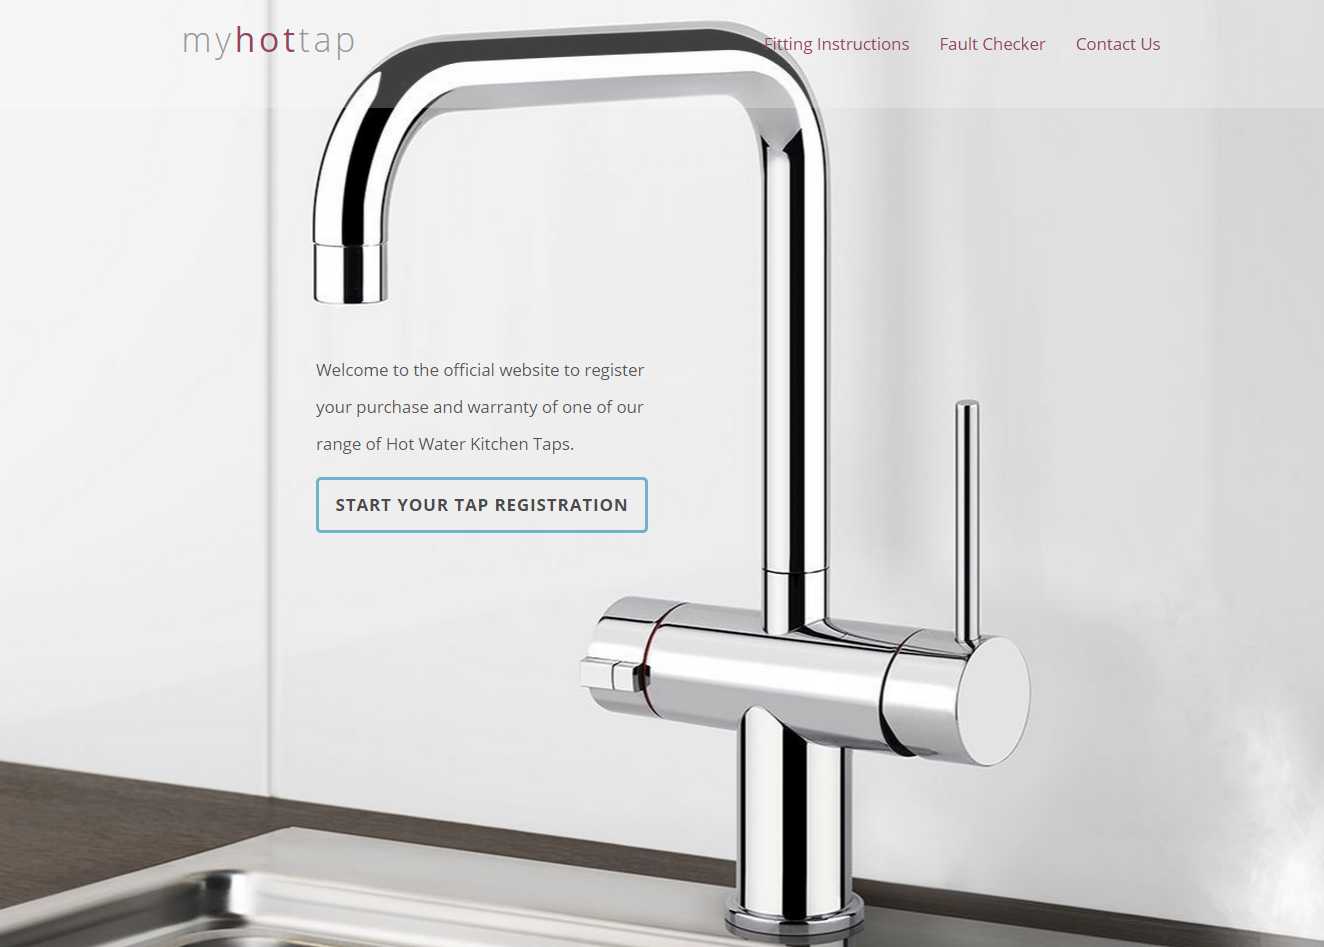 myhottap
Fitting Instructions
Fault Checker
Contact Us
Welcome to the official website to register
your purchase and warranty of one of our
range of Hot Water Kitchen Taps.
START YOUR TAP REGISTRATION